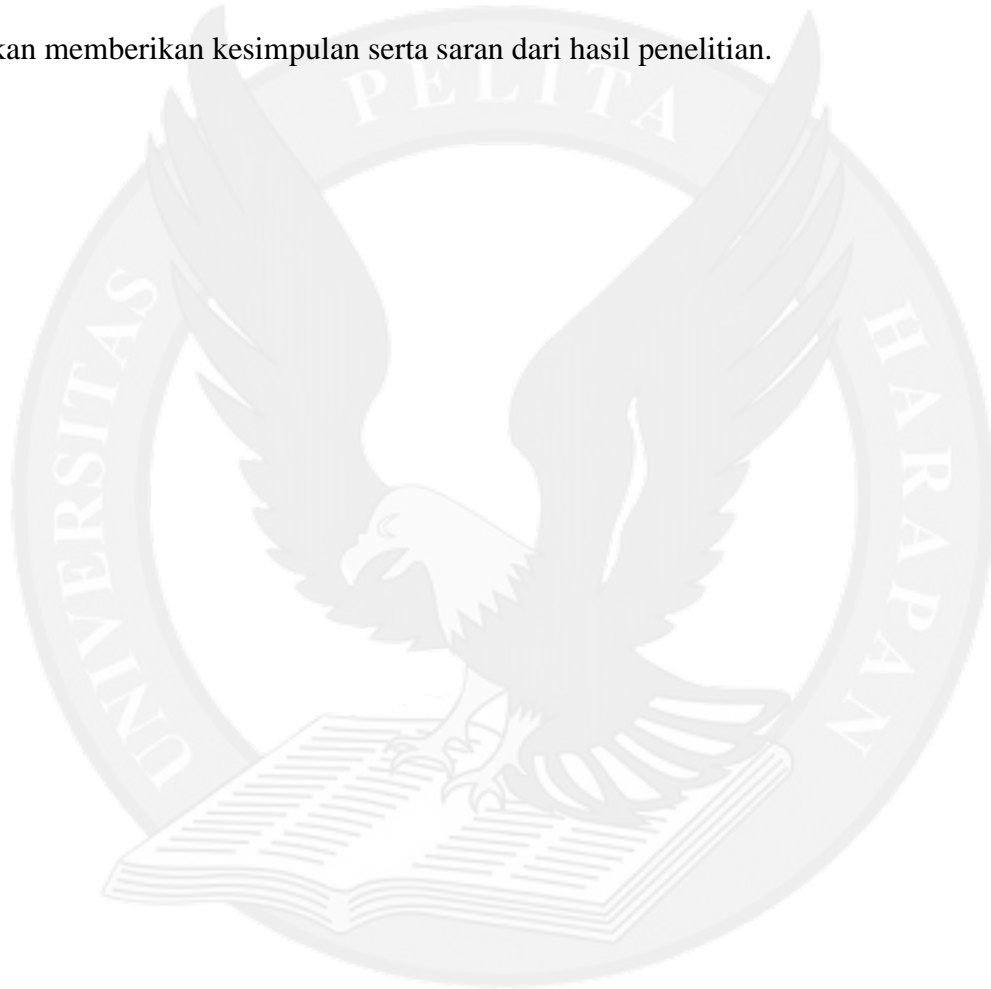 kan memberikan kesimpulan serta saran dari hasil penelitian.
PELITA
UNIVERSITAS
HARAPAN